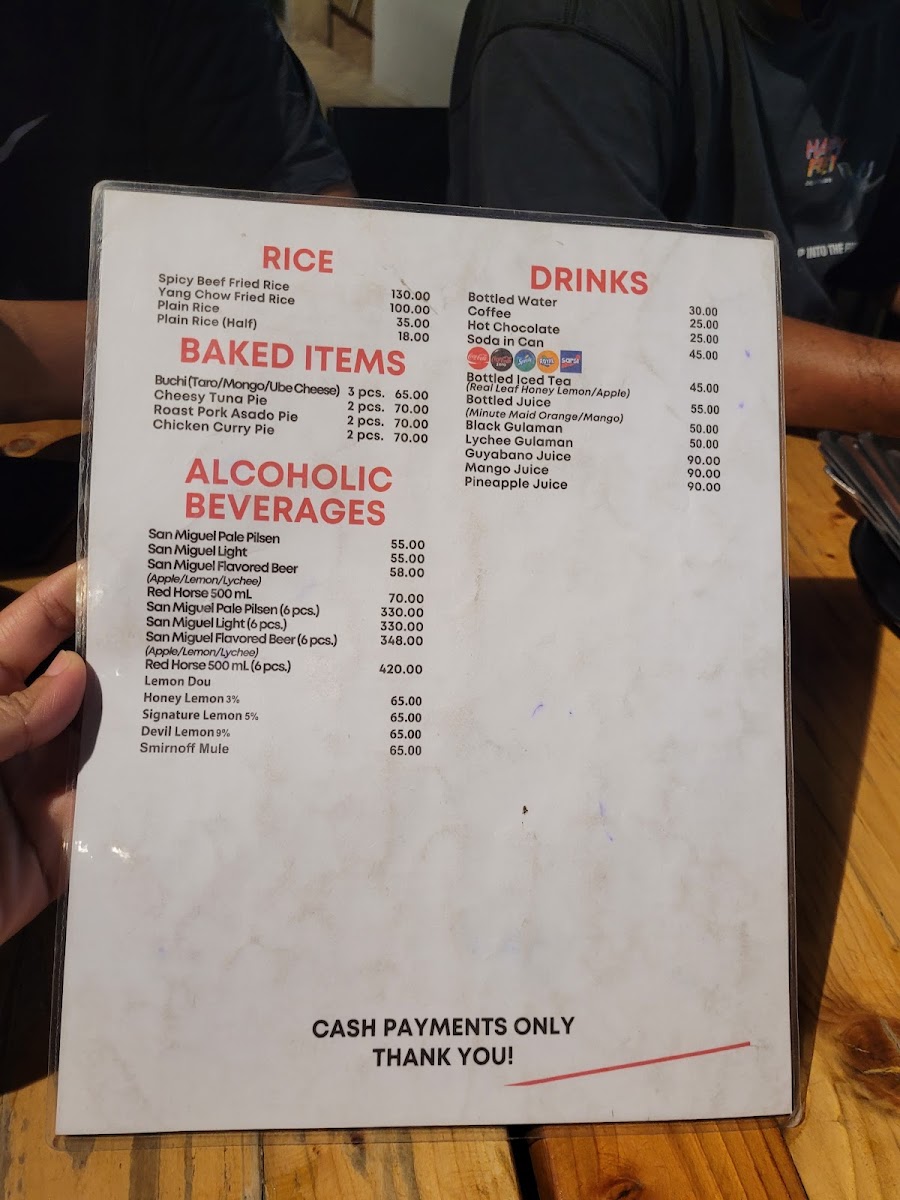 RICE
Spicy Beef Fried Rice 130.00
Yang Chow Fried Rice 100.00
Plain Rice 35.00
Plain Rice (Half) 18.00
BAKED ITEMS
Buchi (Taro/Mongo/Ube Cheese) 3 pcs. 65.00
Cheesy Tuna Pie 2 pcs. 70.00
Roast Pork Asado Pie 2 pcs. 70.00
Chicken Curry Pie 2 pcs. 70.00
ALCOHOLIC
BEVERAGES
San Miguel Pale Pilsen 55.00
San Miguel Light 55.00
San Miguel Flavored Beer 58.00
(Apple/Lemon/Lychee)
Red Horse 500 mL 70.00
San Miguel Pale Pilsen (6 pcs.) 330.00
San Miguel Light (6 pcs.) 330.00
San Miguel Flavored Beer (6 pcs.) 348.00
(Apple/Lemon/Lychee)
Red Horse 500 mL (6 pcs.) 420.00
Lemon Dou
Honey Lemon 3% 65.00
Signature Lemon 5% 65.00
Devil Lemon 9% 65.00
Smirnoff Mule 65.00
DRINKS
Bottled Water 30.00
Coffee 25.00
Hot Chocolate 25.00
Soda in Can 45.00
Coca-Cola Sprite Royal sarsi
Bottled Iced Tea 45.00
(Real Leaf Honey Lemon/Apple)
Bottled Juice 55.00
(Minute Maid Orange/Mango)
Black Gulaman 50.00
Lychee Gulaman 50.00
Guyabano Juice 90.00
Mango Juice 90.00
Pineapple Juice 90.00
CASH PAYMENTS ONLY
THANK YOU!
INTO THE